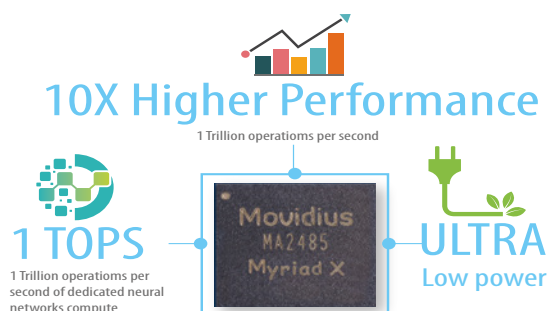 10X Higher Performance
1 Trillion operatioms per second
1 TOPS
1 Trillion operatioms per
second of dedicated neural
networks compute
Movidius
MA2485
Myriad X
ULTRA
Low power